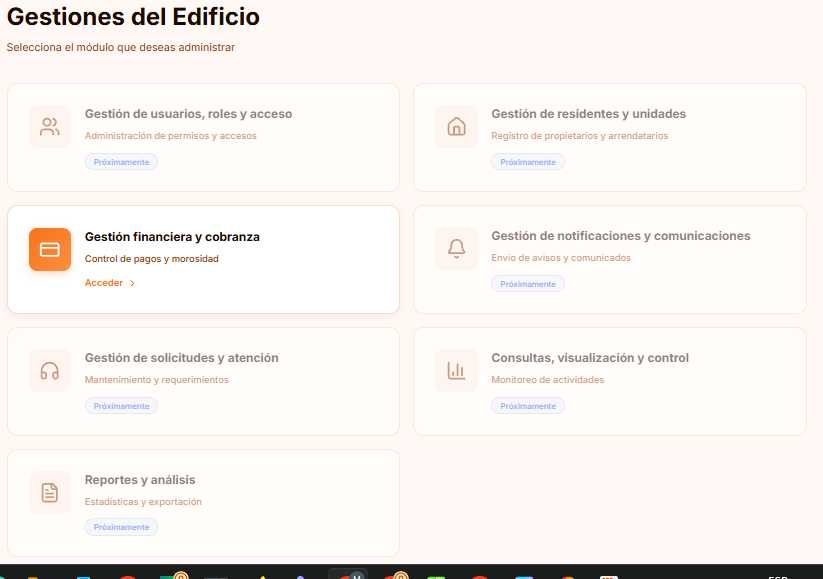 Gestiones del Edificio
Selecciona el módulo que deseas administrar
Gestión de usuarios, roles y acceso
Administración de permisos y accesos
Próximamente
Gestión de residentes y unidades
Registro de propietarios y arrendatarios
Próximamente
Gestión financiera y cobranza
Control de pagos y morosidad
Acceder
Gestión de notificaciones y comunicaciones
Envío de avisos y comunicados
Próximamente
Gestión de solicitudes y atención
Mantenimiento y requerimientos
Próximamente
Consultas, visualización y control
Monitoreo de actividades
Próximamente
Reportes y análisis
Estadísticas y exportación
Próximamente